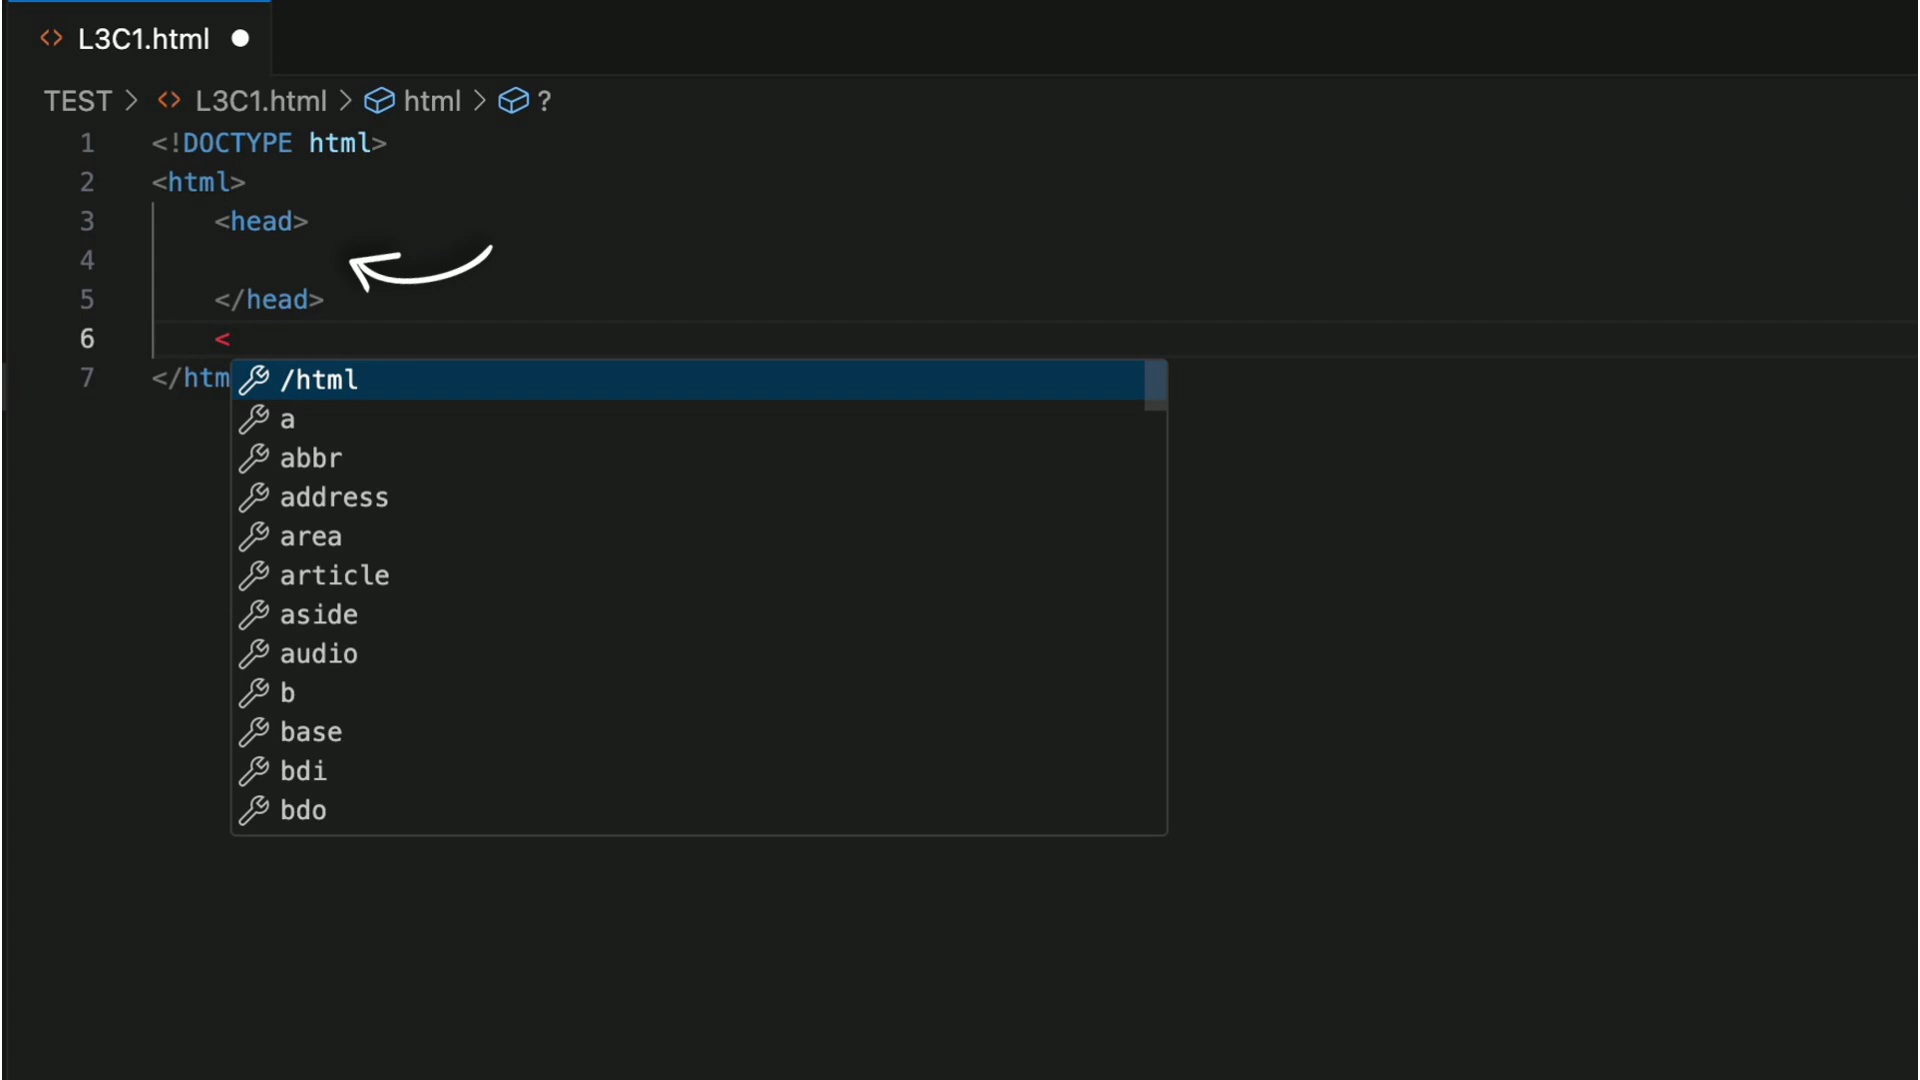 L3C1.html
TEST > L3C1.html > html > ?
1 <!DOCTYPE html>
2 <html>
3 <head>
4
5 </head>
6 <
7 </htm
/html
a
abbr
address
area
article
aside
audio
b
base
bdi
bdo